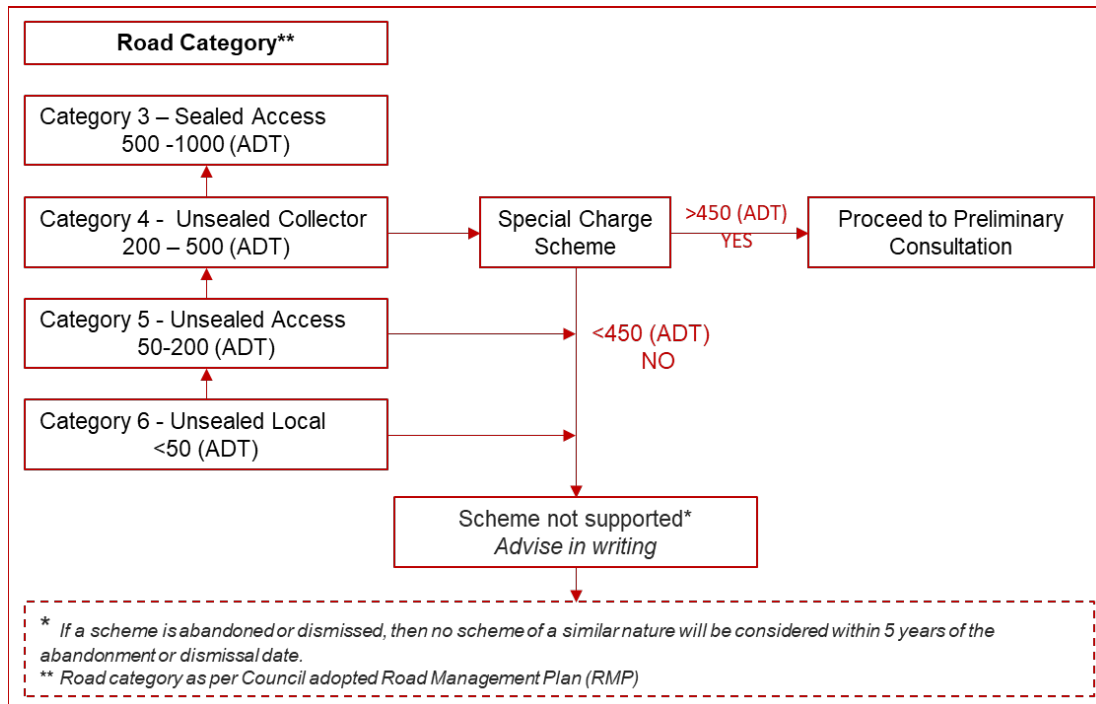 Road Category**
Category 3 – Sealed Access
500 -1000 (ADT)
Category 4 -  Unsealed Collector
200 – 500 (ADT)
Special Charge
Scheme
>450 (ADT)
YES
Proceed to Preliminary
Consultation
Category 5 - Unsealed Access
50-200 (ADT)
<450 (ADT)
NO
Category 6 - Unsealed Local
<50 (ADT)
Scheme not supported*
Advise in writing
* If a scheme is abandoned or dismissed, then no scheme of a similar nature will be considered within 5 years of the
abandonment or dismissal date.
** Road category as per Council adopted Road Management Plan (RMP)